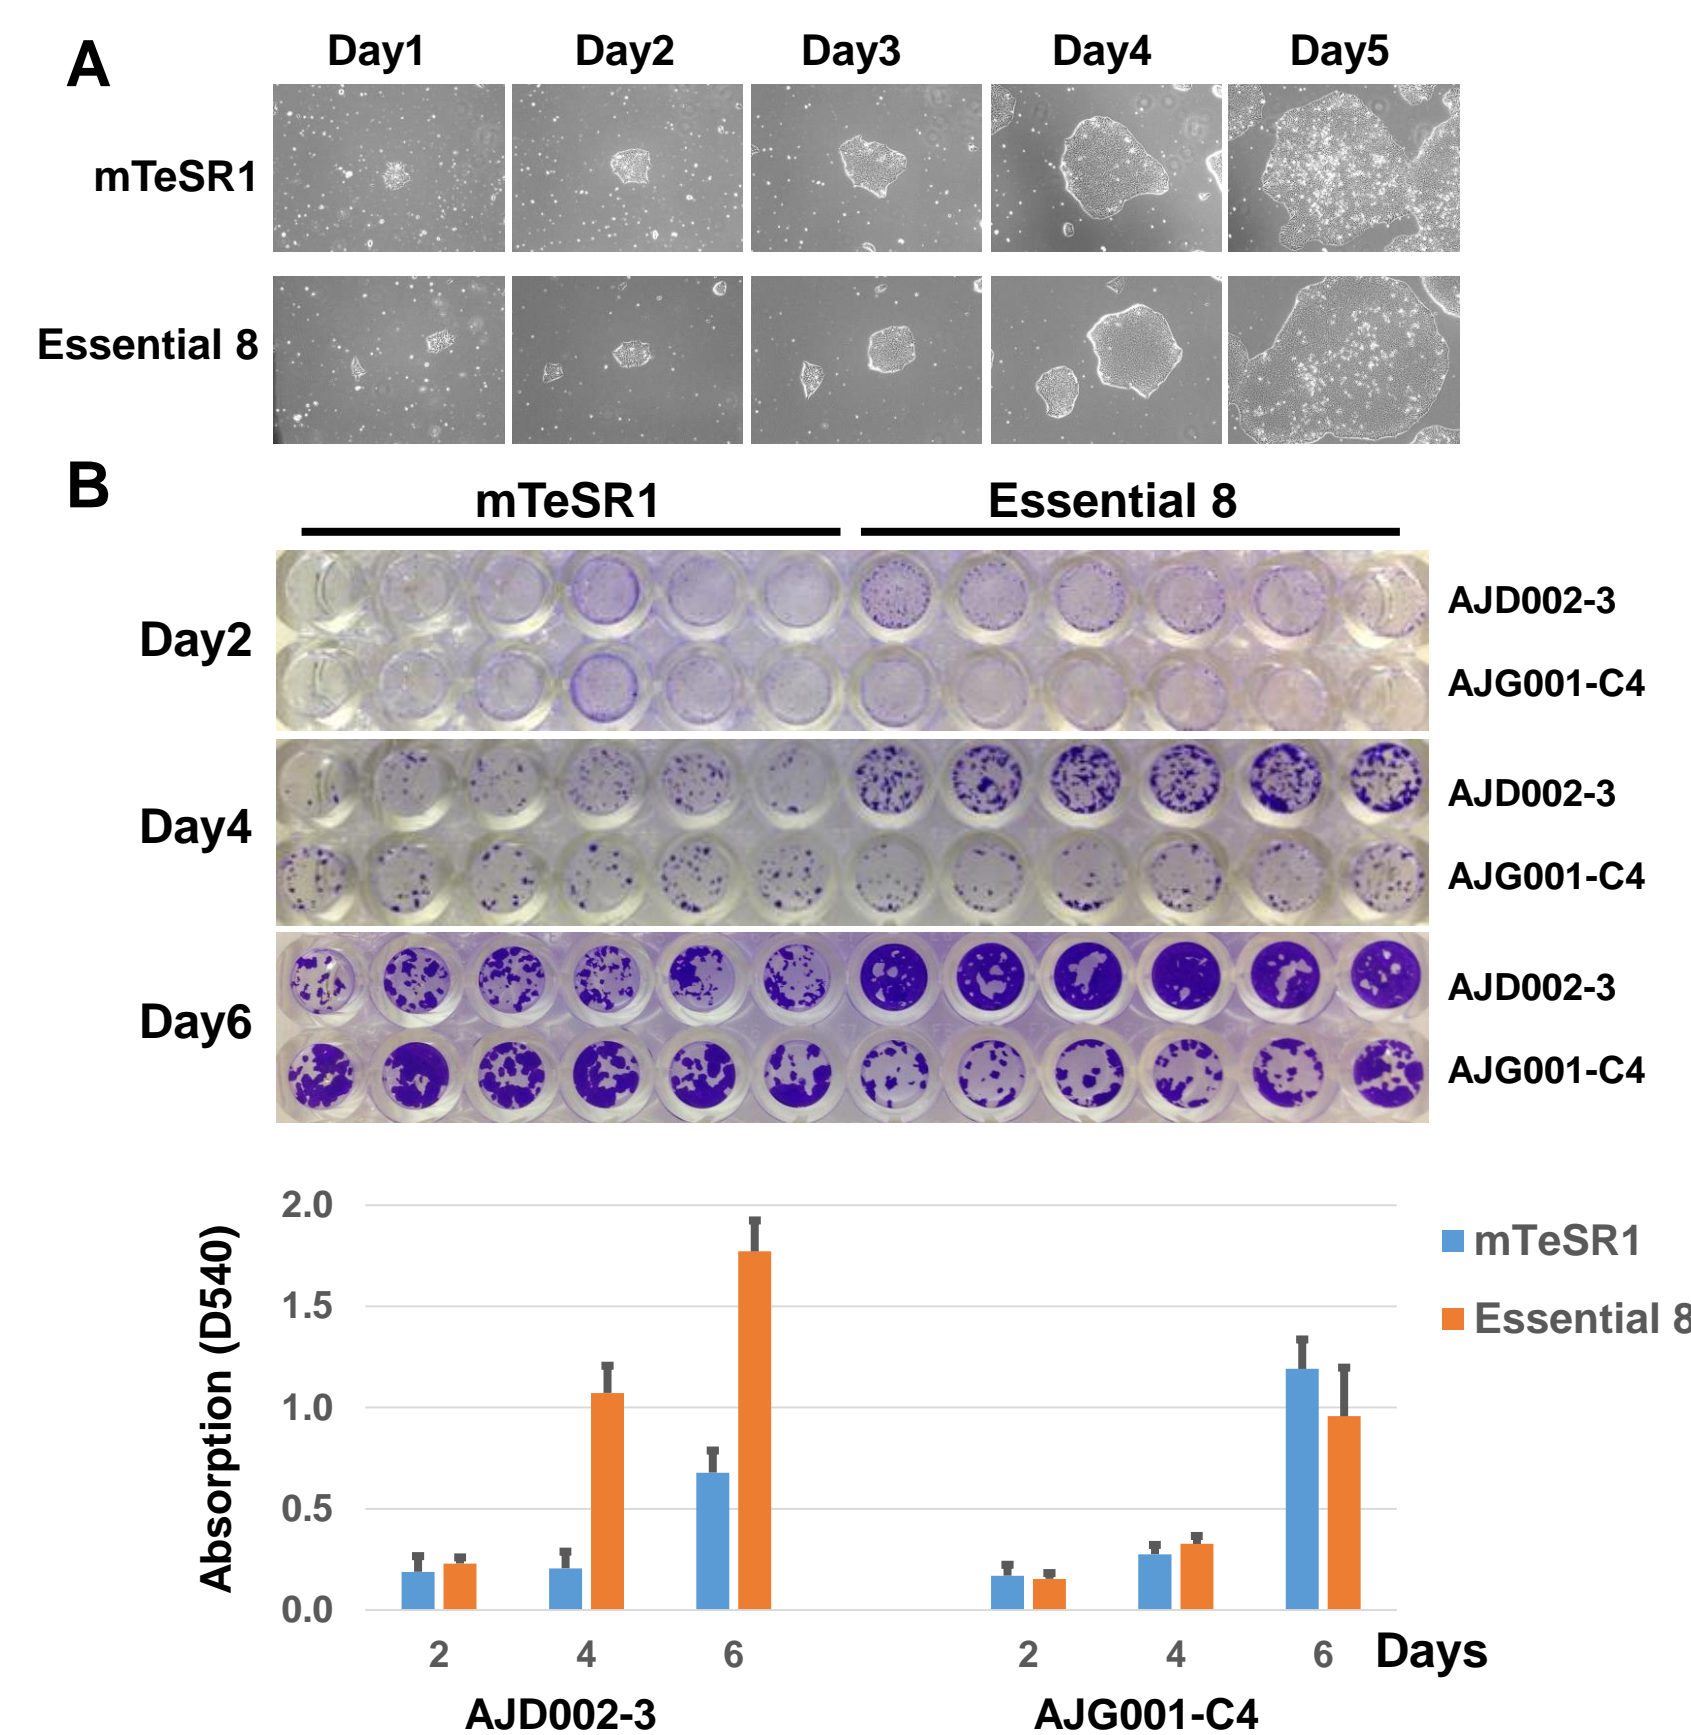 A
Day1 Day2 Day3 Day4 Day5
mTeSR1
Essential 8
B
mTeSR1 Essential 8
Day2
AJD002-3
AJG001-C4
Day4
AJD002-3
AJG001-C4
Day6
AJD002-3
AJG001-C4
Absorption (D540)
2.0
1.5
1.0
0.5
0.0
mTeSR1
Essential 8
2 4 6 2 4 6 Days
AJD002-3 AJG001-C4